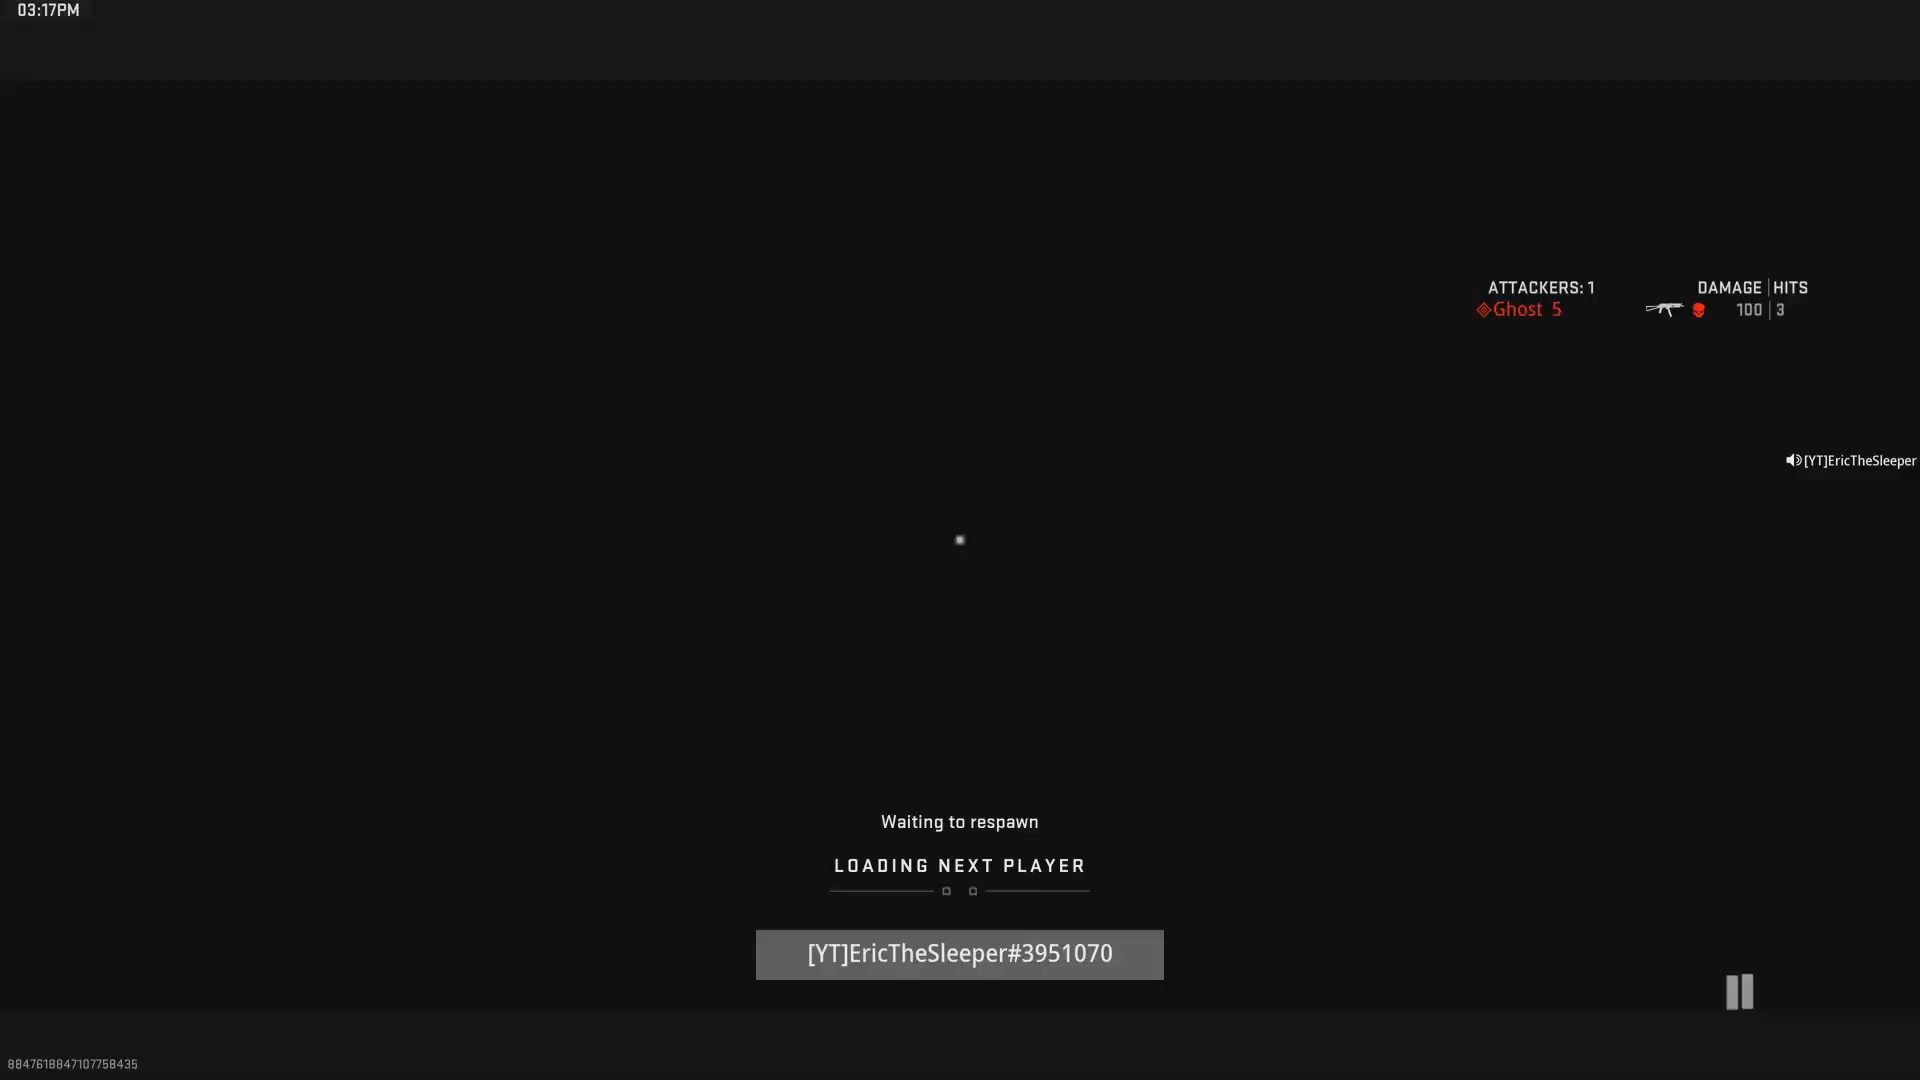 03:17PM
ATTACKERS: 1 DAMAGE HITS
Ghost 5 100 3
[YT]EricTheSleeper
Waiting to respawn
LOADING NEXT PLAYER
[YT]EricTheSleeper#3951070
8847618847107758435